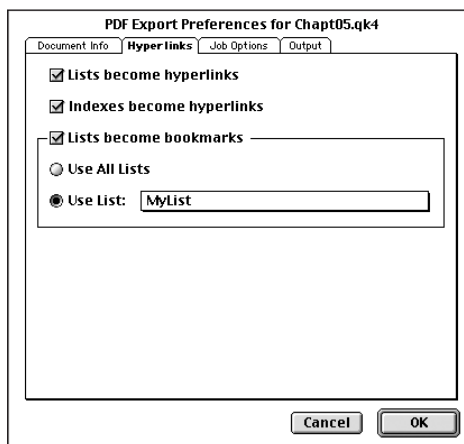 PDF Export Preferences for Chapt05.qk4
Document Info Hyperlinks Job Options Output
Lists become hyperlinks
Indexes become hyperlinks
Lists become bookmarks
Use All Lists
Use List: MyList
Cancel OK